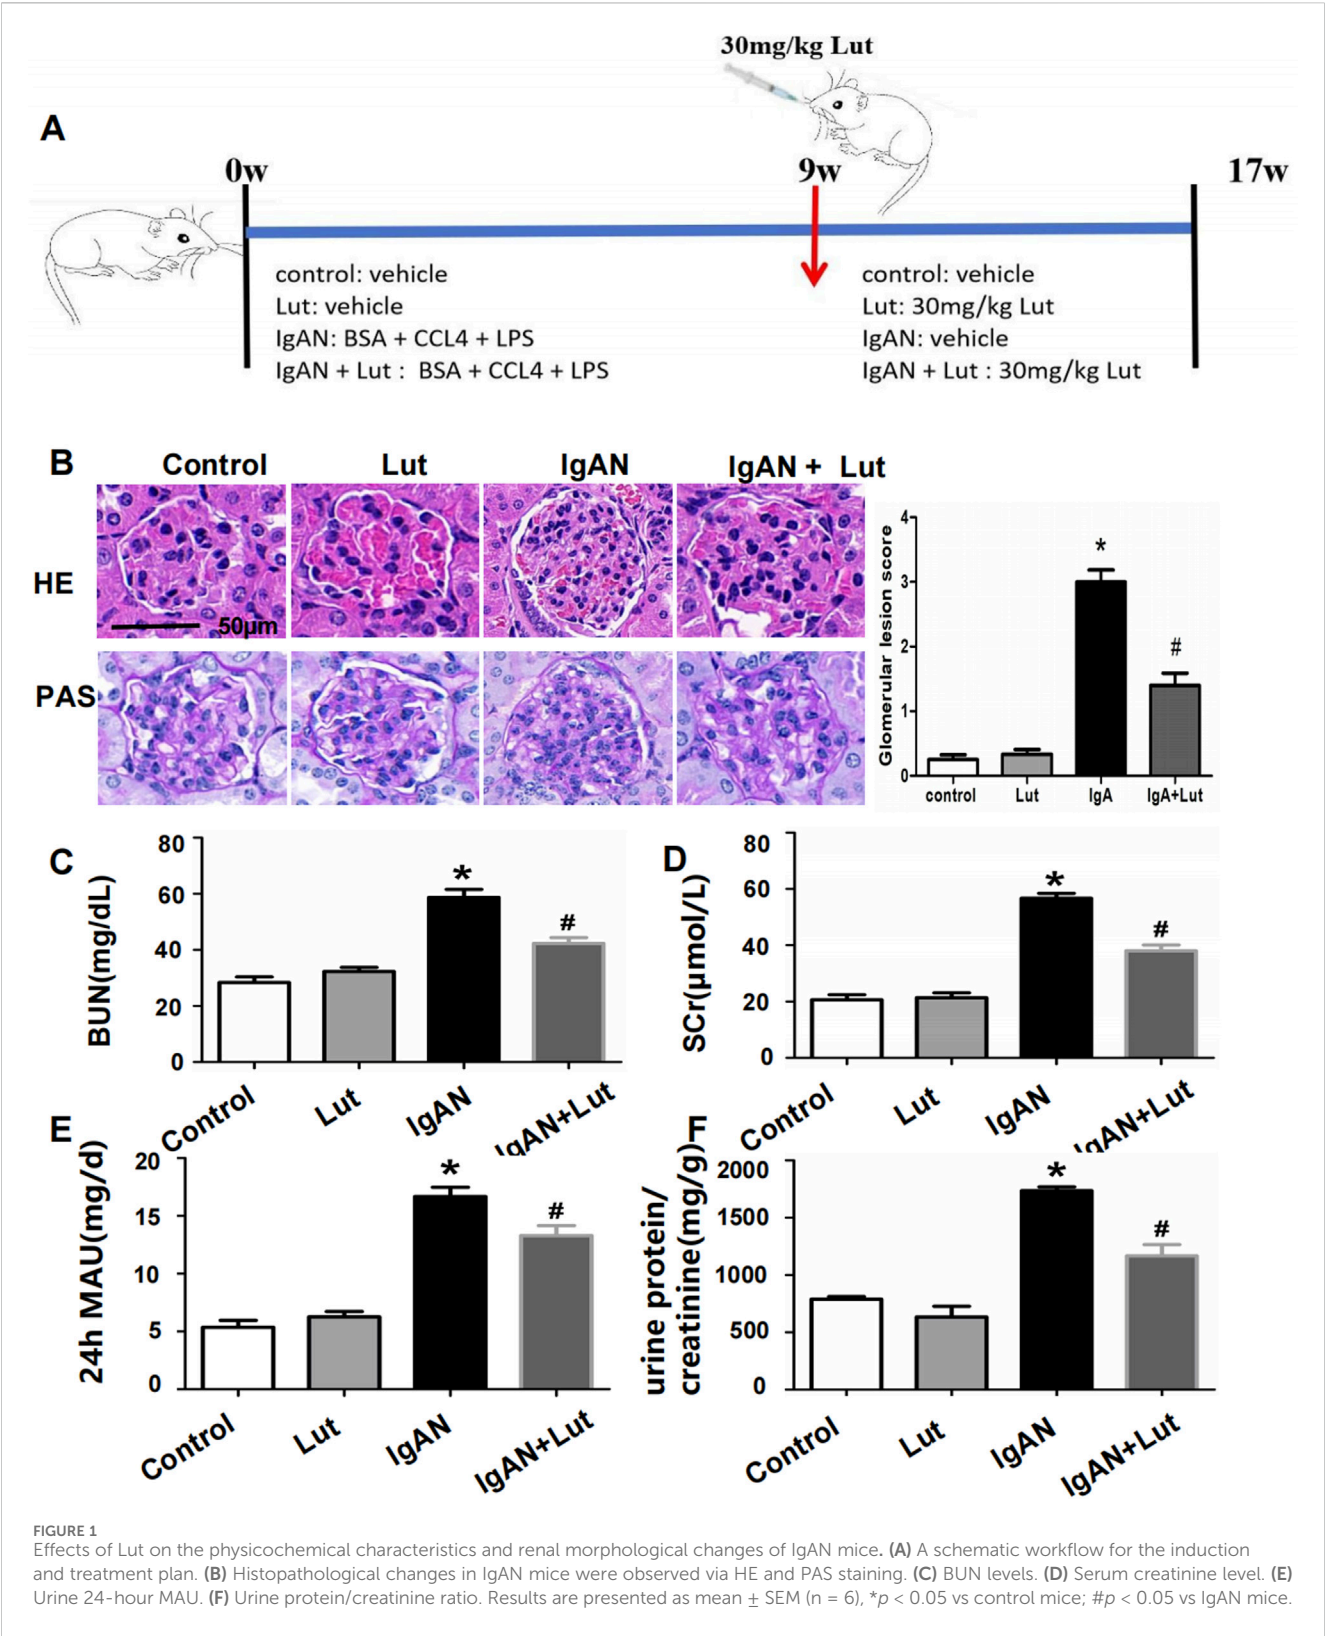 30mg/kg Lut
A
0w
9w
17w
control: vehicle
Lut: vehicle
IgAN: BSA + CCL4 + LPS
IgAN + Lut : BSA + CCL4 + LPS
control: vehicle
Lut: 30mg/kg Lut
IgAN: vehicle
IgAN + Lut : 30mg/kg Lut
B
Control
Lut
IgAN
IgAN + Lut
HE
50μm
PAS
Glomerular lesion score
4
3
2
1
0
*
#
control
Lut
IgA
IgA+Lut
C
BUN(mg/dL)
80
60
40
20
0
*
#
Control
Lut
IgAN
IgAN+Lut
D
SCr(μmol/L)
80
60
40
20
0
*
#
Control
Lut
IgAN
IgAN+Lut
E
24h MAU(mg/d)
20
15
10
5
0
*
#
Control
Lut
IgAN
IgAN+Lut
F
urine protein/
creatinine(mg/g)
2000
1500
1000
500
0
*
#
Control
Lut
IgAN
IgAN+Lut
FIGURE 1
Effects of Lut on the physicochemical characteristics and renal morphological changes of IgAN mice. (A) A schematic workflow for the induction
and treatment plan. (B) Histopathological changes in IgAN mice were observed via HE and PAS staining. (C) BUN levels. (D) Serum creatinine level. (E)
Urine 24-hour MAU. (F) Urine protein/creatinine ratio. Results are presented as mean ± SEM (n = 6), *p < 0.05 vs control mice; #p < 0.05 vs IgAN mice.